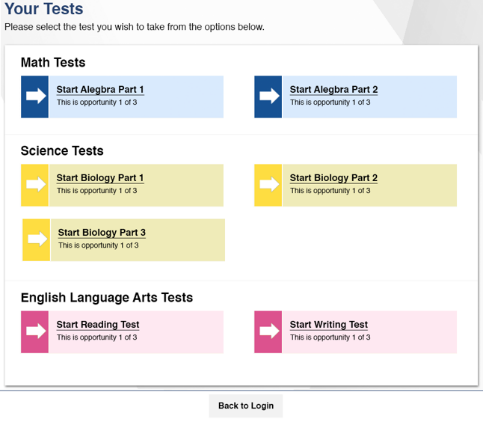 Your Tests
Please select the test you wish to take from the options below.
Math Tests
Start Alegbra Part 1
This is opportunity 1 of 3
Start Alegbra Part 2
This is opportunity 1 of 3
Science Tests
Start Biology Part 1
This is opportunity 1 of 3
Start Biology Part 2
This is opportunity 1 of 3
Start Biology Part 3
This is opportunity 1 of 3
English Language Arts Tests
Start Reading Test
This is opportunity 1 of 3
Start Writing Test
This is opportunity 1 of 3
Back to Login